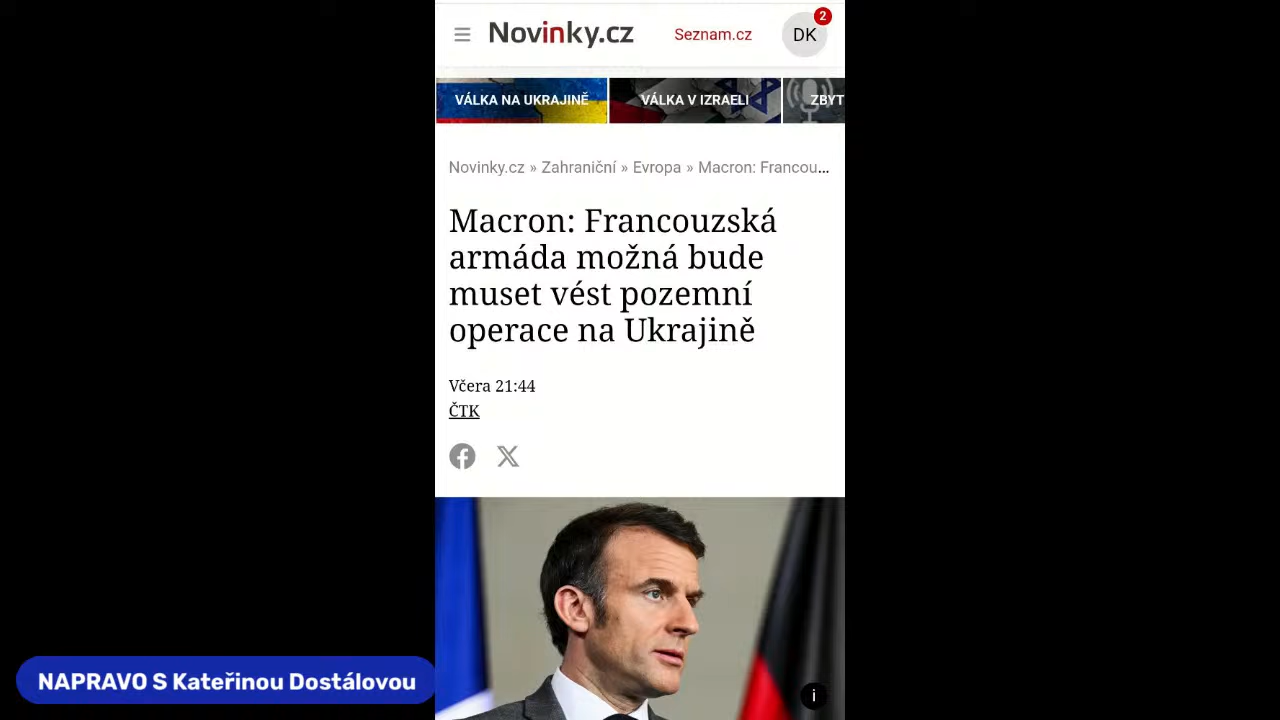 Novinky.cz
Seznam.cz
DK
2
VÁLKA NA UKRAJINĚ
VÁLKA V IZRAELI
ZBYT
Novinky.cz » Zahraniční » Evropa » Macron: Francou...
Macron: Francouzská
armáda možná bude
muset vést pozemní
operace na Ukrajině
Včera 21:44
ČTK
i
NAPRAVO S Kateřinou Dostálovou